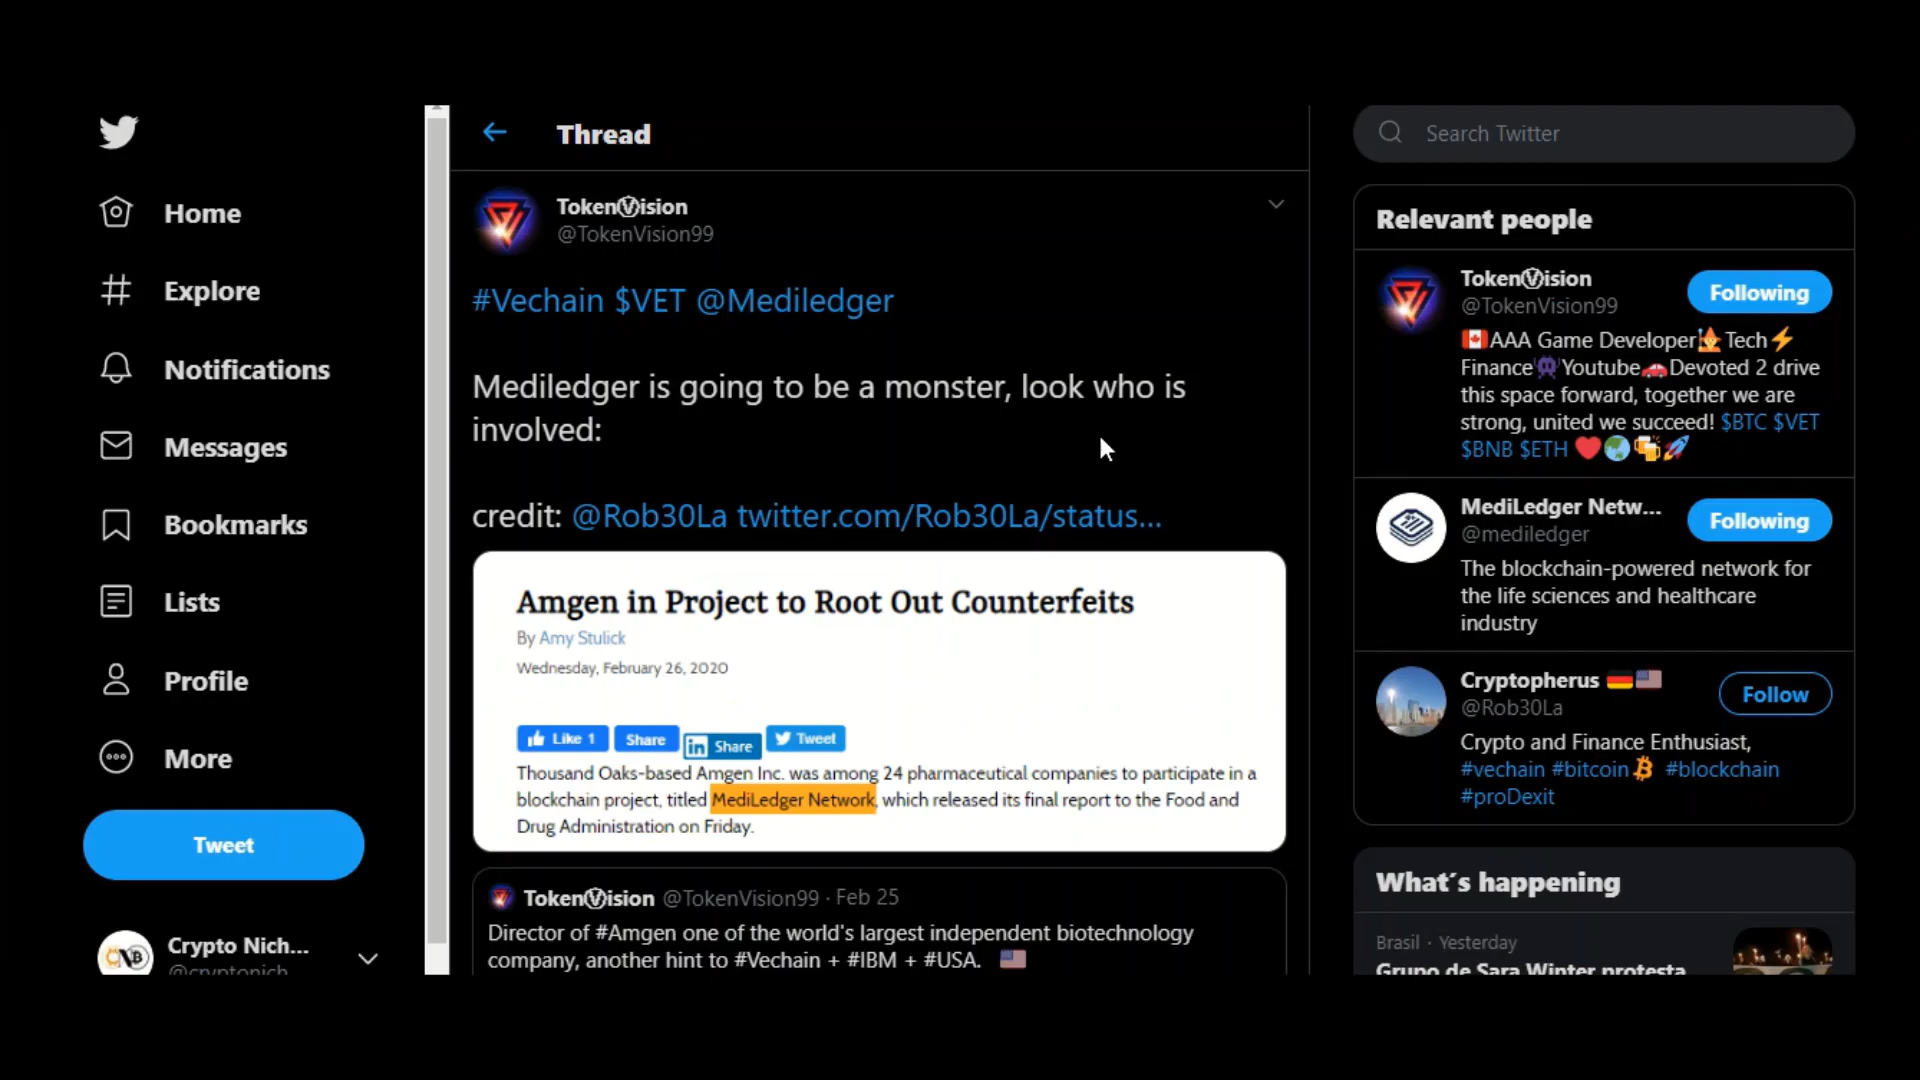 Home
Explore
Notifications
Messages
Bookmarks
Lists
Profile
More
Tweet
Crypto Nich...
@cryptonich
Thread
TokenⓋision
@TokenVision99
#Vechain $VET @Mediledger
Mediledger is going to be a monster, look who is
involved:
credit: @Rob30La twitter.com/Rob30La/status...
Amgen in Project to Root Out Counterfeits
By Amy Stulick
Wednesday, February 26, 2020
Like 1 Share in Share Tweet
Thousand Oaks-based Amgen Inc. was among 24 pharmaceutical companies to participate in a
blockchain project, titled MediLedger Network, which released its final report to the Food and
Drug Administration on Friday.
TokenⓋision @TokenVision99 · Feb 25
Director of #Amgen one of the world's largest independent biotechnology
company, another hint to #Vechain + #IBM + #USA. 🇺🇸
Search Twitter
Relevant people
TokenⓋision
@TokenVision99
Following
🇨🇦AAA Game Developer Tech⚡
Finance👾Youtube🚗Devoted 2 drive
this space forward, together we are
strong, united we succeed! $BTC $VET
$BNB $ETH ❤️🌏🍻🚀
MediLedger Netw...
@mediledger
Following
The blockchain-powered network for
the life sciences and healthcare
industry
Cryptopherus 🇩🇪🇺🇸
@Rob30La
Follow
Crypto and Finance Enthusiast,
#vechain #bitcoin #blockchain
#proDexit
What´s happening
Brasil · Yesterday
Grupo de Sara Winter protesta